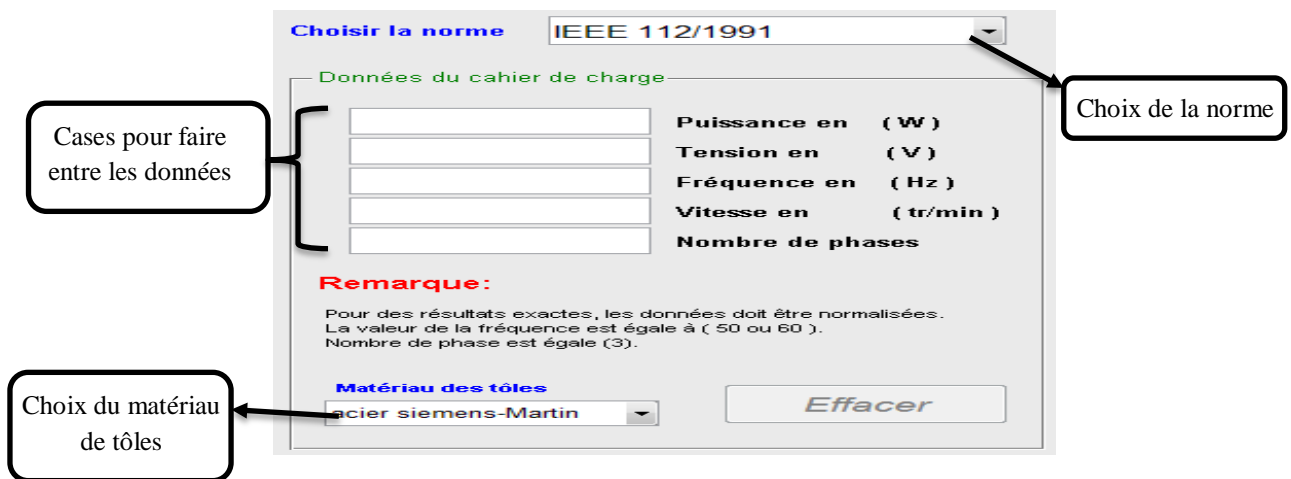 Choisir la norme IEEE 112/1991
Données du cahier de charge
Choix de la norme
Cases pour faire
entre les données
Puissance en ( W )
Tension en ( V )
Fréquence en ( Hz )
Vitesse en ( tr/min )
Nombre de phases
Remarque:
Pour des résultats exactes, les données doit être normalisées.
La valeur de la fréquence est égale à ( 50 ou 60 ).
Nombre de phase est égale (3).
Matériau des tôles
Choix du matériau
de tôles
acier siemens-Martin
Effacer